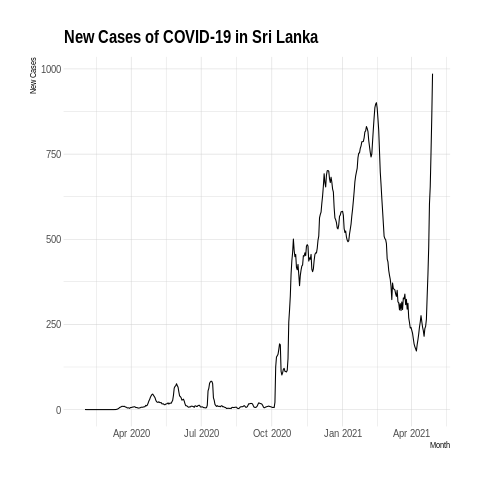 New Cases of COVID-19 in Sri Lanka
New Cases
1000
750
500
250
0
Apr 2020 Jul 2020 Oct 2020 Jan 2021 Apr 2021
Month